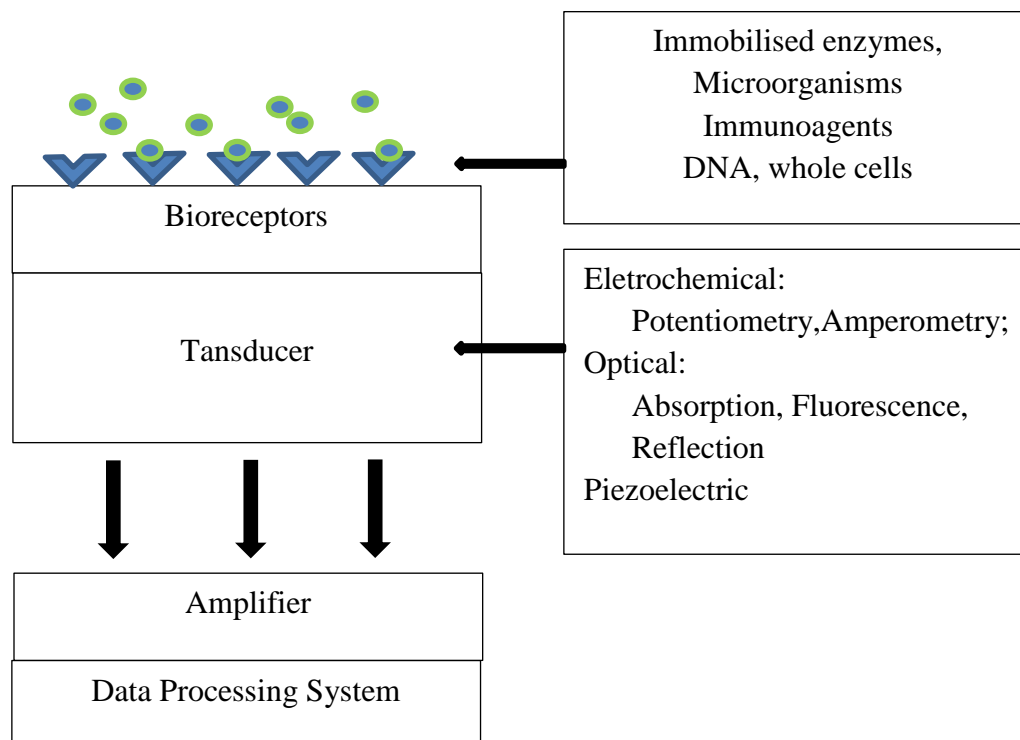 Immobilised enzymes,
Microorganisms
Immunoagents
DNA, whole cells
Bioreceptors
Eletrochemical:
Potentiometry,Amperometry;
Optical:
Absorption, Fluorescence,
Reflection
Piezoelectric
Tansducer
Amplifier
Data Processing System